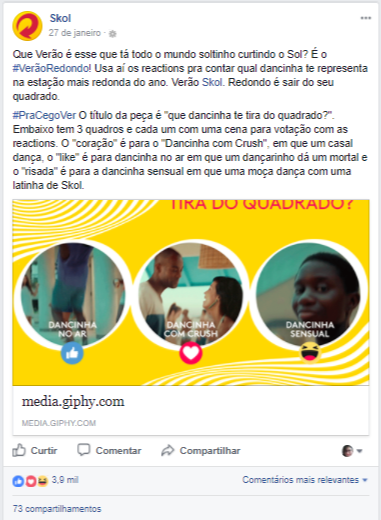 Skol
27 de janeiro ·
Que Verão é esse que tá todo o mundo soltinho curtindo o Sol? É o
#VerãoRedondo! Usa aí os reactions pra contar qual dancinha te representa
na estação mais redonda do ano. Verão Skol. Redondo é sair do seu
quadrado.
#PraCegoVer O título da peça é "que dancinha te tira do quadrado?".
Embaixo tem 3 quadros e cada um com uma cena para votação com as
reactions. O "coração" é para o "Dancinha com Crush", em que um casal
dança, o "like" é para dancinha no ar em que um dançarino dá um mortal e
o "risada" é para a dancinha sensual em que uma moça dança com uma
latinha de Skol.
TIRA DO QUADRADO?
DANCINHA
NO AR
DANCINHA
COM CRUSH
DANCINHA
SENSUAL
media.giphy.com
MEDIA.GIPHY.COM
Curtir Comentar Compartilhar
3,9 mil Comentários mais relevantes
73 compartilhamentos